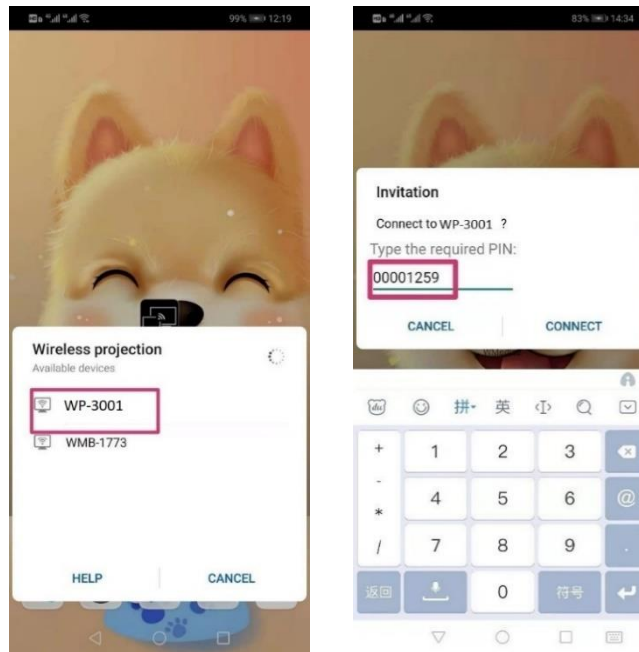 99% 12:19
Wireless projection
Available devices
WP-3001
WMB-1773
HELP CANCEL
83% 14:34
Invitation
Connect to WP-3001 ?
Type the required PIN:
00001259
CANCEL CONNECT
du 拼 英
+ 1 2 3
- 4 5 6 @
*
/ 7 8 9 .
返回 0 符号